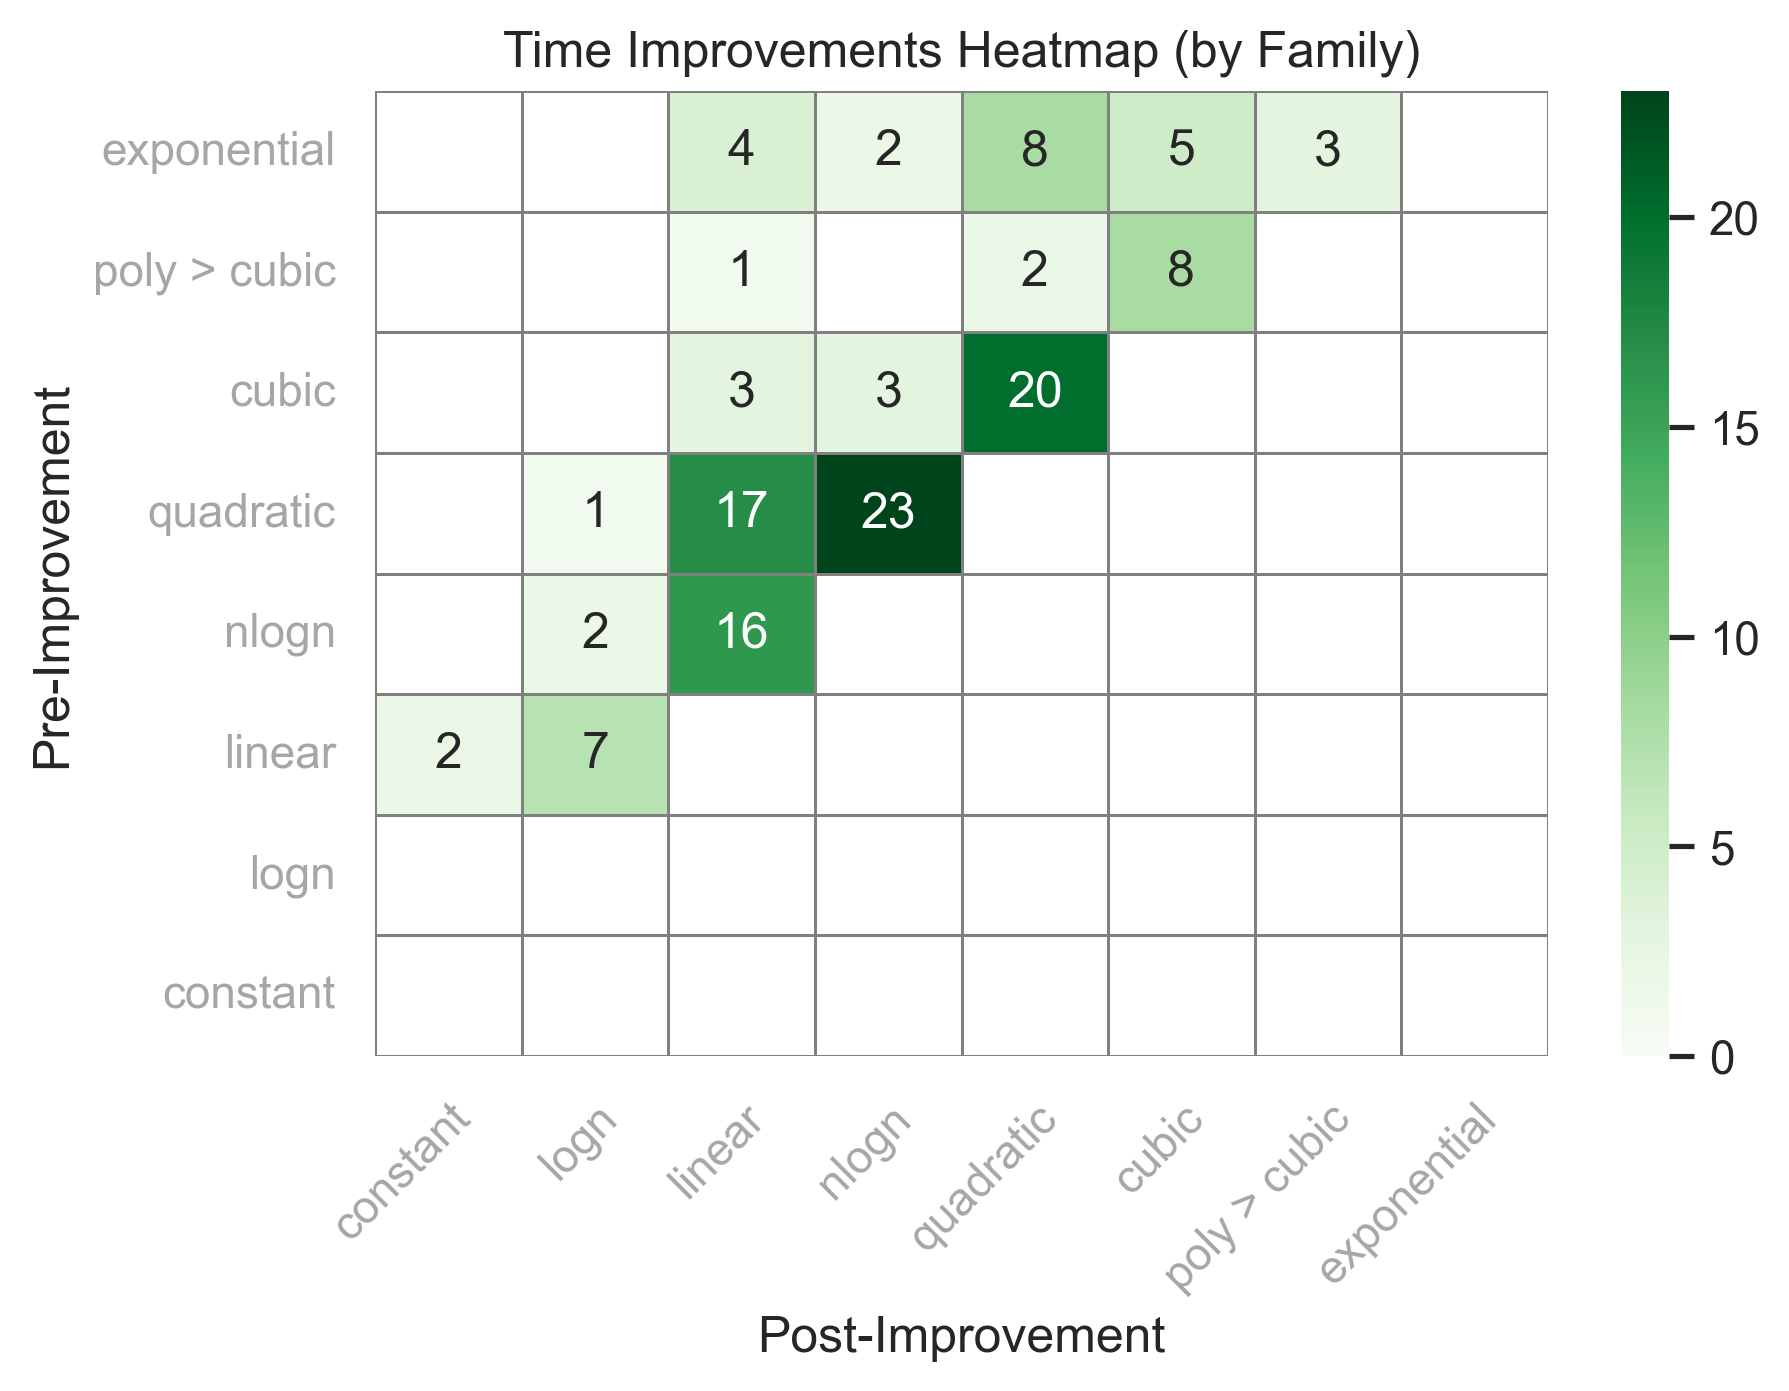 Time Improvements Heatmap (by Family)
exponential 4 2 8 5 3
poly > cubic 1 2 8
cubic 3 3 20
quadratic 1 17 23
nlogn 2 16
linear 2 7
logn
constant
Pre-Improvement
constant logn linear nlogn quadratic cubic poly > cubic exponential
Post-Improvement
20
15
10
5
0